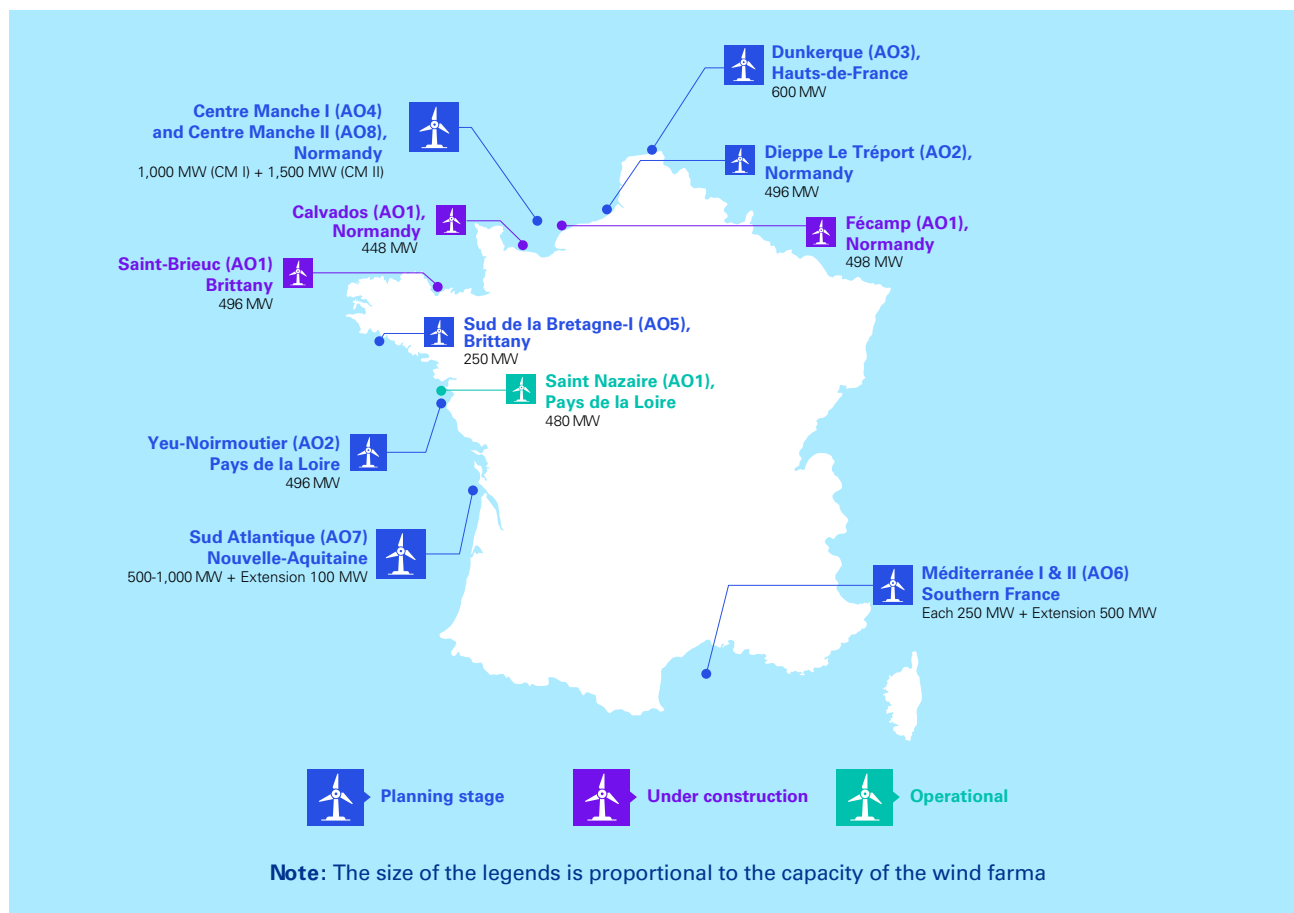 Dunkerque (AO3),
Hauts-de-France
600 MW
Centre Manche I (AO4)
and Centre Manche II (AO8),
Normandy
1,000 MW (CM I) + 1,500 MW (CM II)
Dieppe Le Tréport (AO2),
Normandy
496 MW
Calvados (AO1),
Normandy
448 MW
Fécamp (AO1),
Normandy
498 MW
Saint-Brieuc (AO1)
Brittany
496 MW
Sud de la Bretagne-I (AO5),
Brittany
250 MW
Saint Nazaire (AO1),
Pays de la Loire
480 MW
Yeu-Noirmoutier (AO2)
Pays de la Loire
496 MW
Sud Atlantique (AO7)
Nouvelle-Aquitaine
500-1,000 MW + Extension 100 MW
Méditerranée I & II (AO6)
Southern France
Each 250 MW + Extension 500 MW
Planning stage
Under construction
Operational
Note: The size of the legends is proportional to the capacity of the wind farma